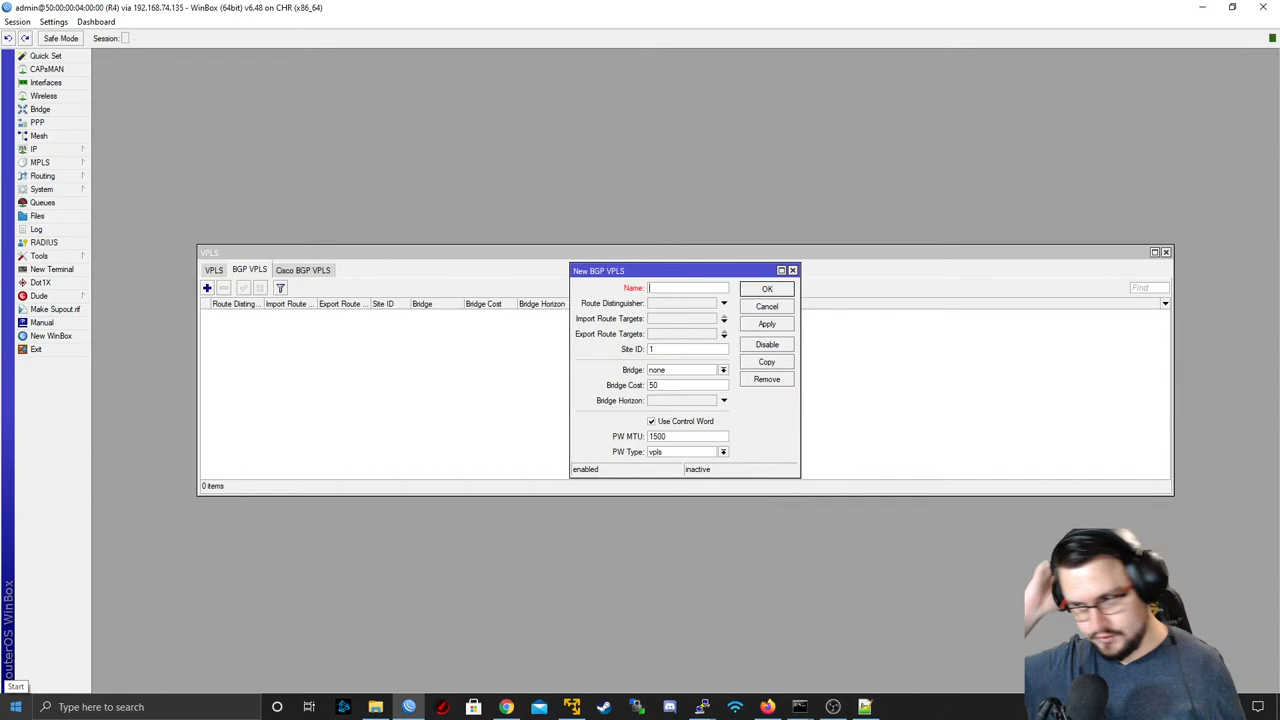 admin@50:00:00:04:00:00 (R4) via 192.168.74.135 - WinBox (64bit) v6.48 on CHR (x86_64)
Session Settings Dashboard
Safe Mode Session:
Quick Set
CAPsMAN
Interfaces
Wireless
Bridge
PPP
Mesh
IP
MPLS
Routing
System
Queues
Files
Log
RADIUS
Tools
New Terminal
Dot1X
Dude
Make Supout.rif
Manual
New WinBox
Exit
VPLS
VPLS BGP VPLS Cisco BGP VPLS
Find
Route Disting... Import Route ... Export Route ... Site ID Bridge Bridge Cost Bridge Horizon
0 items
New BGP VPLS
Name:
Route Distinguisher:
Import Route Targets:
Export Route Targets:
Site ID: 1
Bridge: none
Bridge Cost: 50
Bridge Horizon:
Use Control Word
PW MTU: 1500
PW Type: vpls
enabled inactive
OK
Cancel
Apply
Disable
Copy
Remove
outerOS WinBox
Start
Type here to search